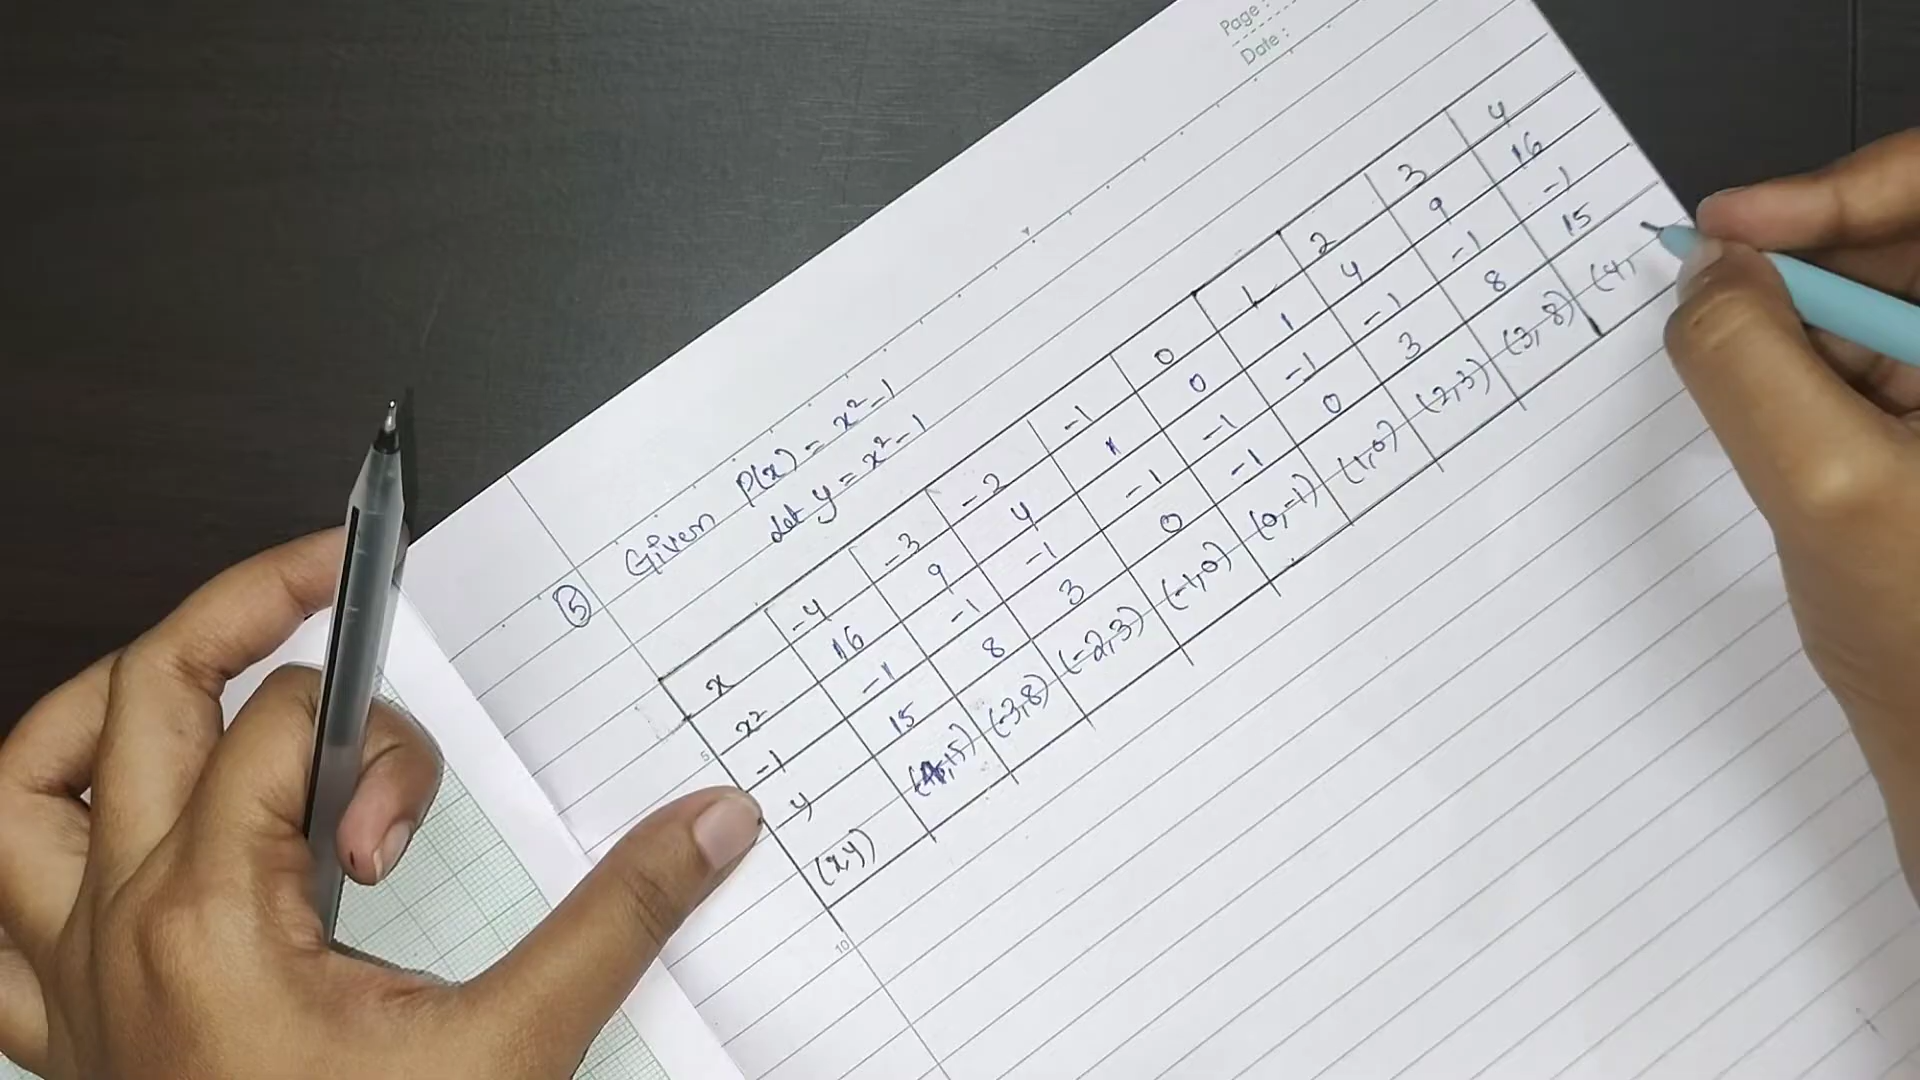 Page :
Date :
5 Given P(x) = x² - 1
Let y = x² - 1
x -4 -3 -2 -1 0 1 2 3 4
x² 16 9 4 1 0 1 4 9 16
-1 -1 -1 -1 -1 -1 -1 -1 -1 -1
y 15 8 3 0 -1 0 3 8 15
(x,y) (-4,15) (-3,8) (-2,3) (-1,0) (0,-1) (1,0) (2,3) (3,8) (4,
5
10